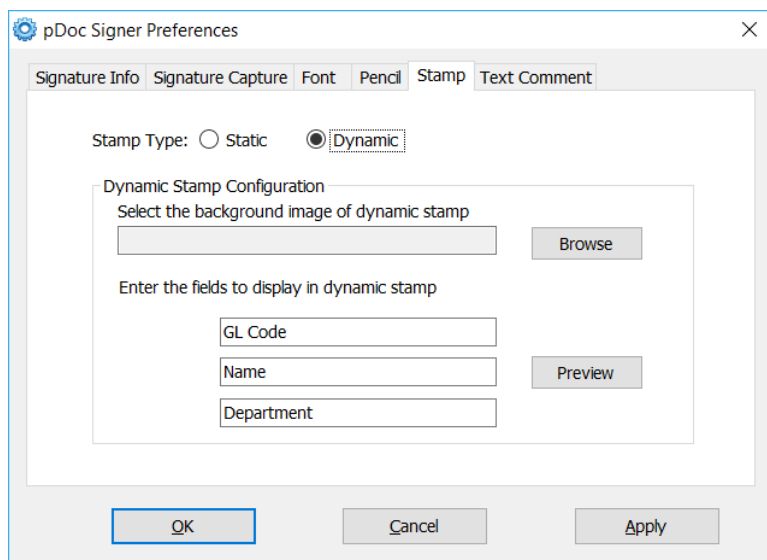 pDoc Signer Preferences
Signature Info Signature Capture Font Pencil Stamp Text Comment
Stamp Type: Static Dynamic
Dynamic Stamp Configuration
Select the background image of dynamic stamp
Browse
Enter the fields to display in dynamic stamp
GL Code
Name Preview
Department
OK Cancel Apply